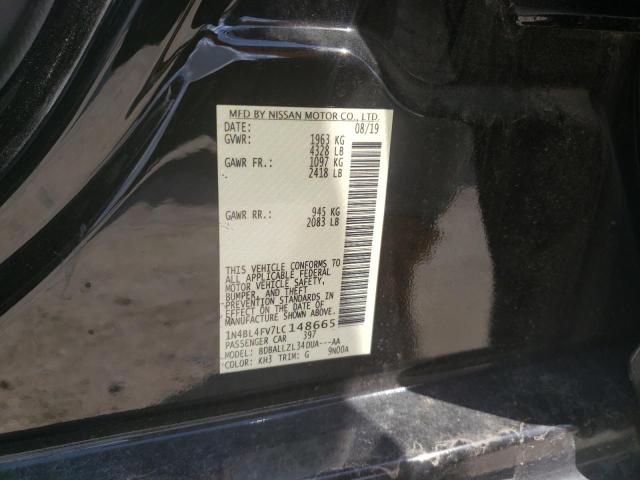 MFD BY NISSAN MOTOR CO., LTD.
DATE: 08/19
GVWR: 1963 KG
4328 LB
GAWR FR.: 1097 KG
2418 LB
GAWR RR.: 945 KG
2083 LB
THIS VEHICLE CONFORMS TO
ALL APPLICABLE FEDERAL
MOTOR VEHICLE SAFETY,
BUMPER, AND THEFT
PREVENTION STANDARDS IN
EFFECT ON THE DATE OF
MANUFACTURE SHOWN ABOVE.
1N4BL4FV7LC148665
PASSENGER CAR 397
MODEL: BDBALLZL34DUA---AA
COLOR: KH3 TRIM: G 9N00A